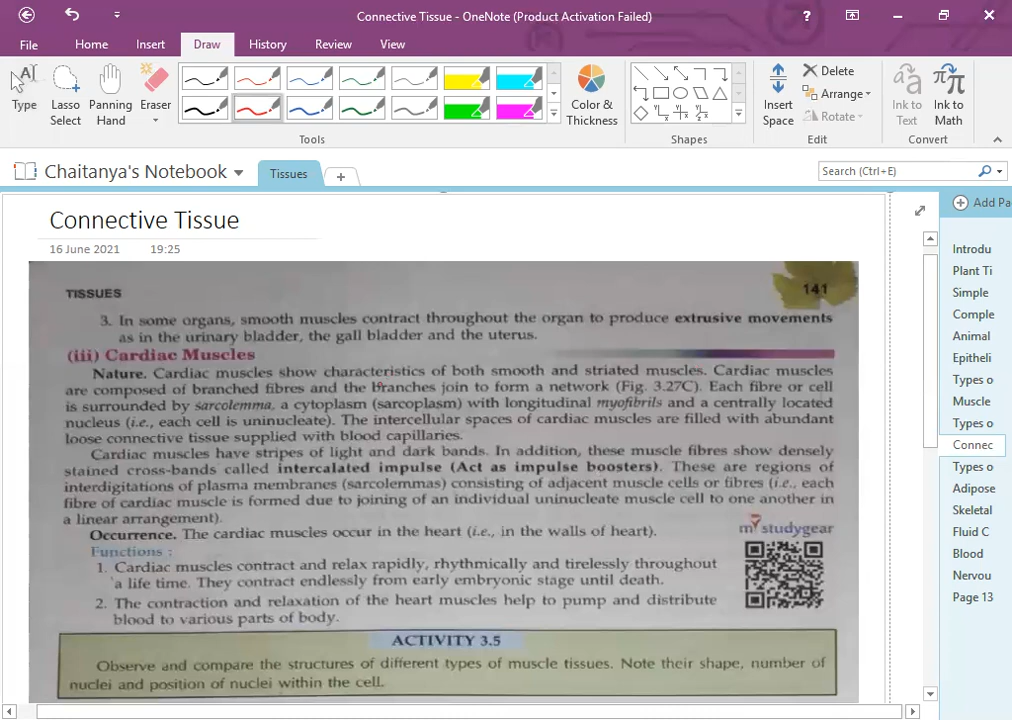 Connective Tissue - OneNote (Product Activation Failed)
?
File
Home
Insert
Draw
History
Review
View
Type
Lasso
Select
Panning
Hand
Eraser
Color &
Thickness
Tools
Shapes
Insert
Space
Delete
Arrange
Rotate
Edit
Ink to
Text
Ink to
Math
Convert
Chaitanya's Notebook
Tissues
Search (Ctrl+E)
Connective Tissue
16 June 2021 19:25
Add Pa
Introdu
Plant Ti
Simple
Comple
Animal
Epitheli
Types o
Muscle
Types o
Connec
Types o
Adipose
Skeletal
Fluid C
Blood
Nervou
Page 13
TISSUES
141
3. In some organs, smooth muscles contract throughout the organ to produce extrusive movements
as in the urinary bladder, the gall bladder and the uterus.
(iii) Cardiac Muscles
Nature. Cardiac muscles show characteristics of both smooth and striated muscles. Cardiac muscles
are composed of branched fibres and the branches join to form a network (Fig. 3.27C). Each fibre or cell
is surrounded by sarcolemma, a cytoplasm (sarcoplasm) with longitudinal myofibrils and a centrally located
nucleus (i.e., each cell is uninucleate). The intercellular spaces of cardiac muscles are filled with abundant
loose connective tissue supplied with blood capillaries.
Cardiac muscles have stripes of light and dark bands. In addition, these muscle fibres show densely
stained cross-bands called intercalated impulse (Act as impulse boosters). These are regions of
interdigitations of plasma membranes (sarcolemmas) consisting of adjacent muscle cells or fibres (i.e., each
fibre of cardiac muscle is formed due to joining of an individual uninucleate muscle cell to one another in
a linear arrangement).
Occurrence. The cardiac muscles occur in the heart (i.e., in the walls of heart).
Functions :
1. Cardiac muscles contract and relax rapidly, rhythmically and tirelessly throughout
a life time. They contract endlessly from early embryonic stage until death.
2. The contraction and relaxation of the heart muscles help to pump and distribute
blood to various parts of body.
my studygear
ACTIVITY 3.5
Observe and compare the structures of different types of muscle tissues. Note their shape, number of
nuclei and position of nuclei within the cell.